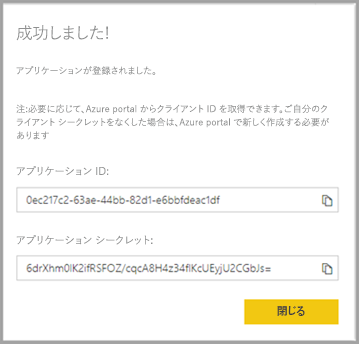 成功しました!
アプリケーションが登録されました。
注:必要に応じて、Azure portal からクライアント ID を取得できます。ご自分のク
ライアント シークレットをなくした場合は、Azure portal で新しく作成する必要が
あります
アプリケーション ID:
0ec217c2-63ae-44bb-82d1-e6bbfdeac1df
アプリケーション シークレット:
6drXhm0lK2ifRSFOZ/cqcA8H4z34flKcUEyjU2CGbJs=
閉じる